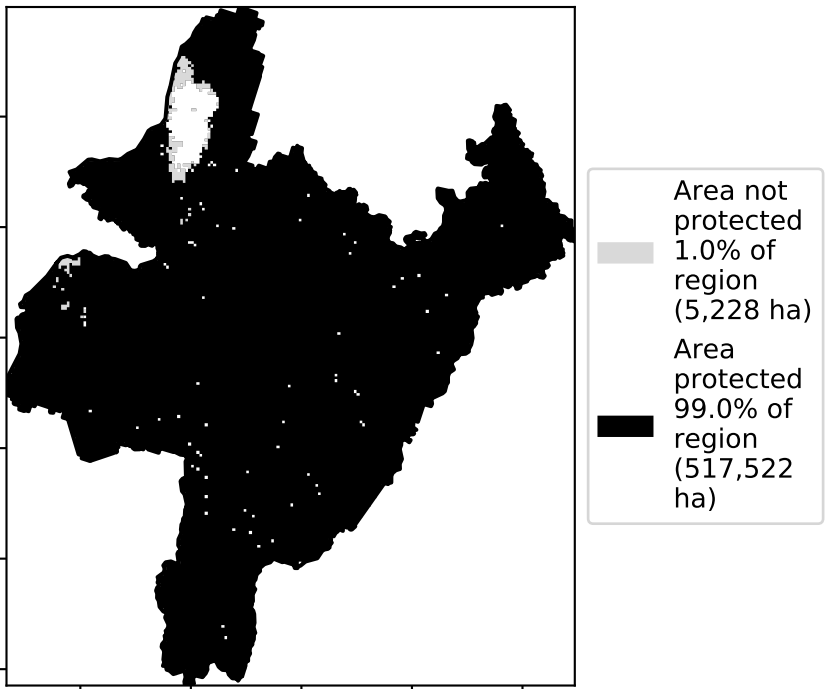 Area not
protected
1.0% of
region
(5,228 ha)
Area
protected
99.0% of
region
(517,522
ha)